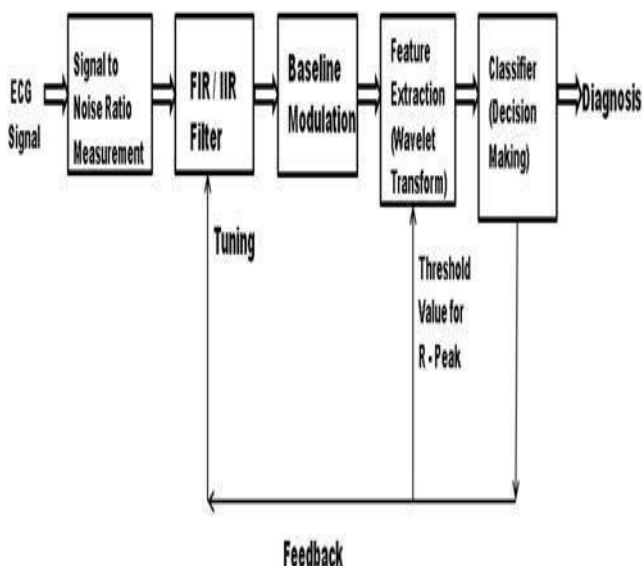 ECG
Signal
Signal to
Noise Ratio
Measurement
FIR / IIR
Filter
Baseline
Modulation
Feature
Extraction
(Wavelet
Transform)
Classifier
(Decision
Making)
Diagnosis
Tuning
Threshold
Value for
R - Peak
Feedback